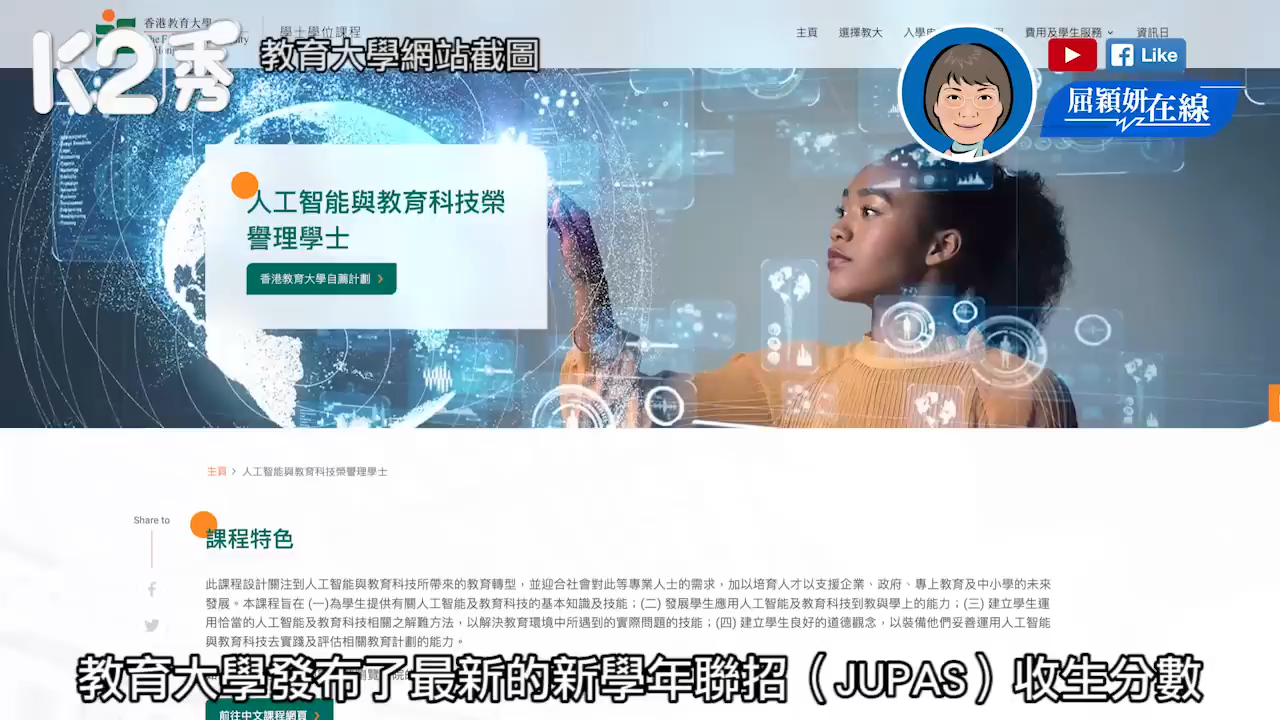 香港教育大學
學士學位課程
主頁
選擇教大
費用及學生服務
資訊日
K2秀
教育大學網站截圖
Like
屈穎妍在線
人工智能與教育科技榮
譽理學士
香港教育大學自薦計劃
主頁 > 人工智能與教育科技榮譽理學士
Share to
課程特色
此課程設計關注到人工智能與教育科技所帶來的教育轉型，並迎合社會對此等專業人士的需求，加以培育人才以支援企業、政府、專上教育及中小學的未來
發展。本課程旨在 (一)為學生提供有關人工智能及教育科技的基本知識及技能；(二) 發展學生應用人工智能及教育科技到教與學上的能力；(三) 建立學生運
用恰當的人工智能及教育科技相關之解難方法，以解決教育環境中所遇到的實際問題的技能；(四) 建立學生良好的道德觀念，以裝備他們妥善運用人工智能
與教育科技去實踐及評估相關教育計劃的能力。
教育大學發布了最新的新學年聯招（JUPAS）收生分數
前往中文課程網頁